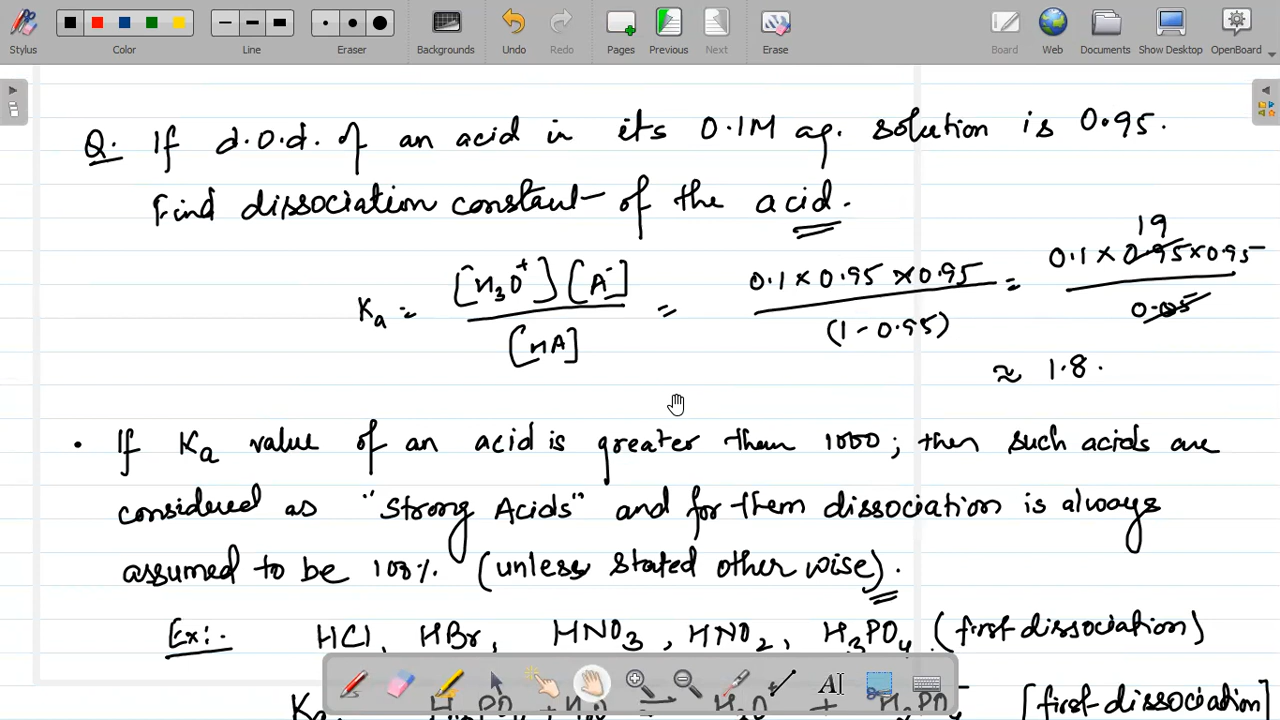 Stylus
Color
Line
Eraser
Backgrounds
Undo
Redo
Pages
Previous
Next
Erase
Board
Web
Documents
Show Desktop
OpenBoard
Q. If d.o.d. of an acid in its 0.1M aq. solution is 0.95.
Find dissociation constant of the acid.
Ka = [H3O+][A-] / [HA] = 0.1 × 0.95 × 0.95 / (1 - 0.95) = 0.1 × 0.95 × 0.95 / 0.05
19
≈ 1.8.
• If Ka value of an acid is greater than 1000; then such acids are
considered as "Strong Acids" and for them dissociation is always
assumed to be 100%. (unless stated otherwise).
Ex:- HCl, HBr, HNO3, HNO2, H3PO4 (first dissociation)
[first dissociation]